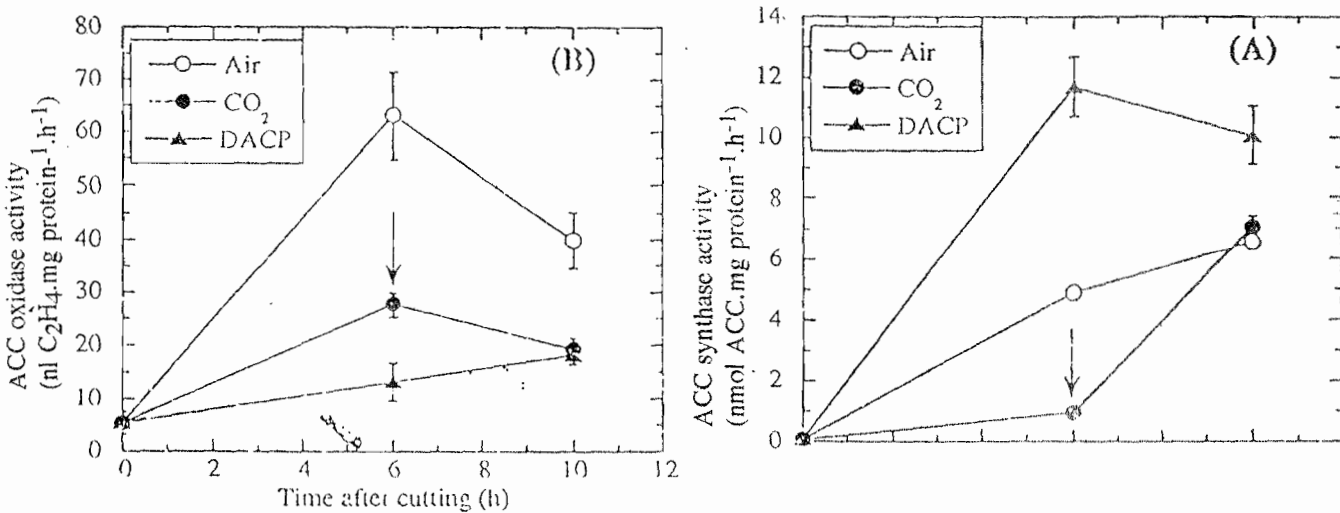 (B)
Air
CO2
DACP
80
70
60
50
40
30
20
10
0
0 2 4 6 8 10 12
Time after cutting (h)
ACC oxidase activity
(nl C2H4.mg protein-1.h-1)
(A)
Air
CO2
DACP
14
12
10
8
6
4
2
0
ACC synthase activity
(nmol ACC.mg protein-1.h-1)